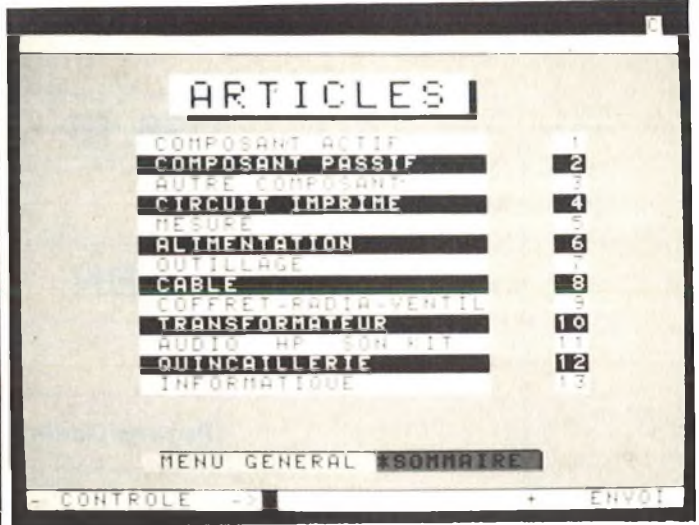 C
ARTICLES
COMPOSANT ACTIF 1
COMPOSANT PASSIF 2
AUTRE COMPOSANT 3
CIRCUIT IMPRIME 4
MESURE 5
ALIMENTATION 6
OUTILLAGE 7
CABLE 8
COFFRET-RADIA-VENTIL 9
TRANSFORMATEUR 10
AUDIO HP SON KIT 11
QUINCAILLERIE 12
INFORMATIQUE 13
MENU GENERAL *SOMMAIRE
- CONTROLE -> + ENVOI